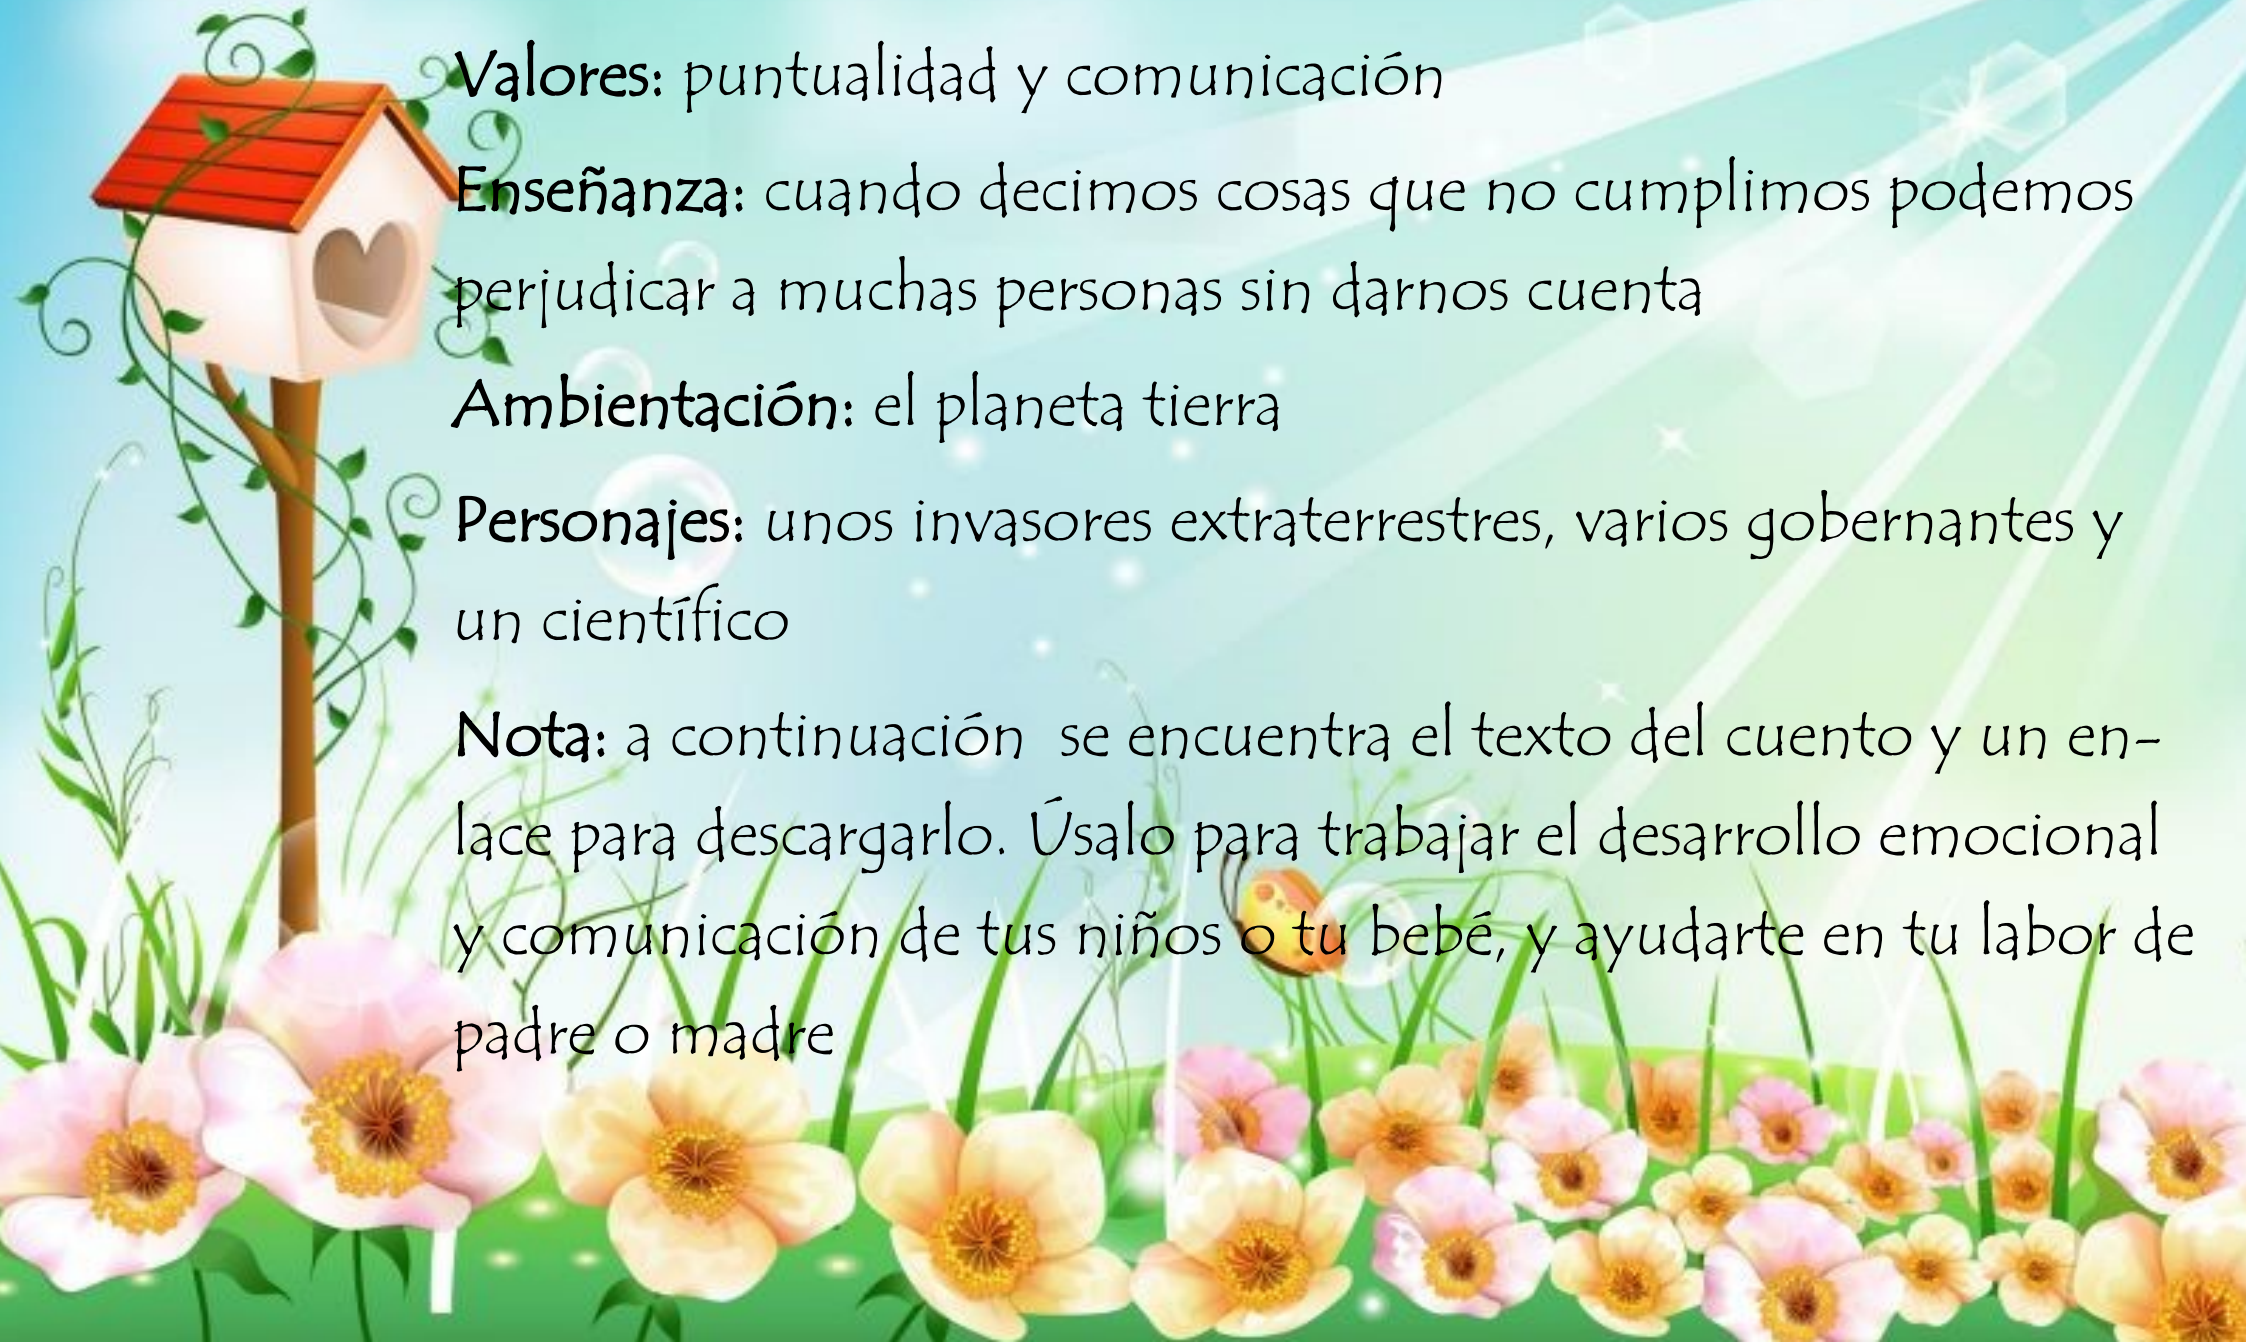 Valores: puntualidad y comunicación
Enseñanza: cuando decimos cosas que no cumplimos podemos
perjudicar a muchas personas sin darnos cuenta
Ambientación: el planeta tierra
Personajes: unos invasores extraterrestres, varios gobernantes y
un científico
Nota: a continuación  se encuentra el texto del cuento y un en-
lace para descargarlo. Úsalo para trabajar el desarrollo emocional
y comunicación de tus niños o tu bebé, y ayudarte en tu labor de
padre o madre